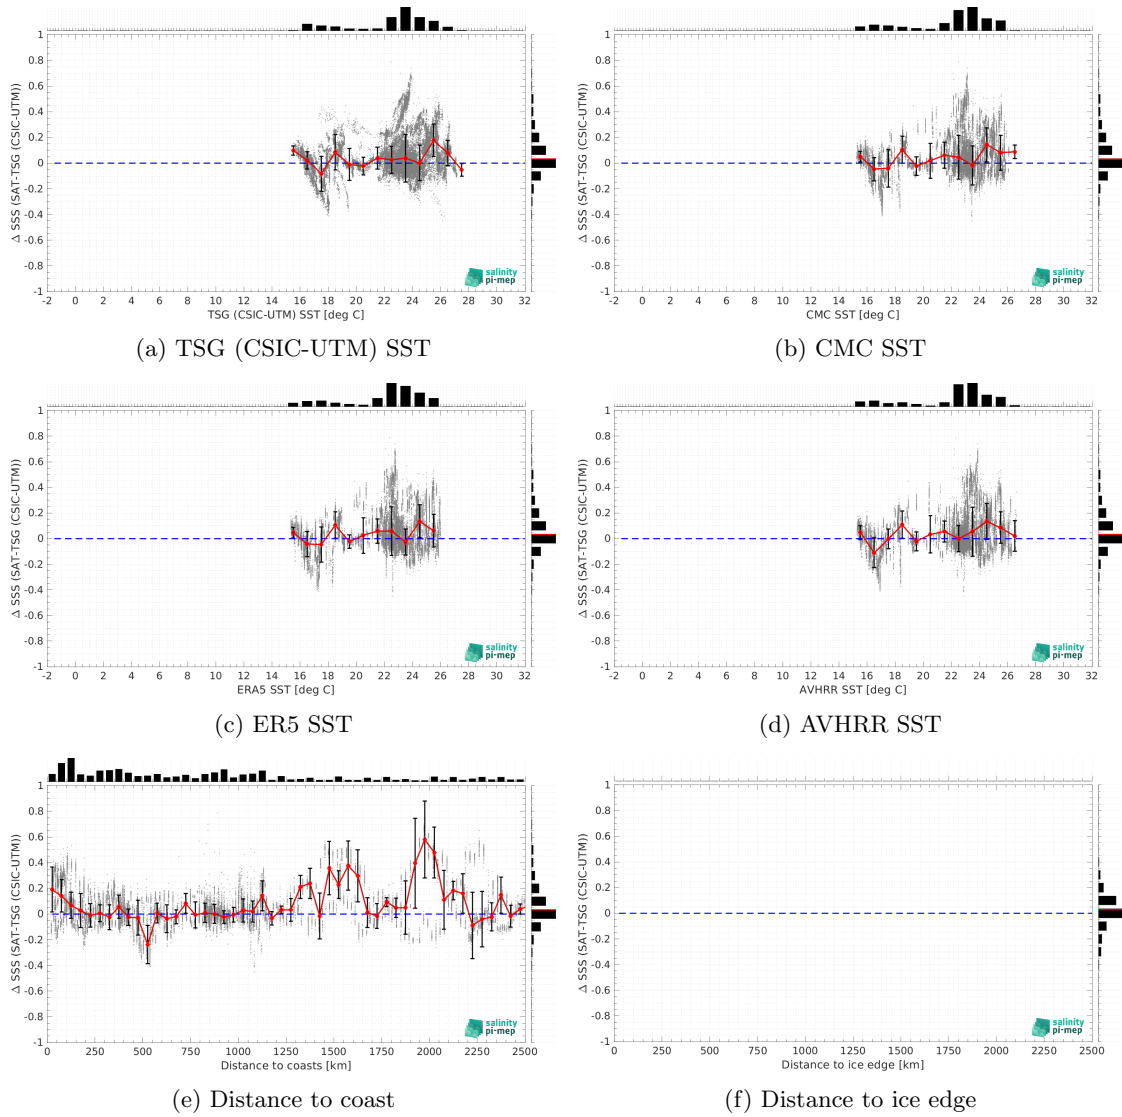 1
0.8
0.6
0.4
0.2
0
-0.2
-0.4
-0.6
-0.8
-1
Δ SSS (SAT-TSG (CSIC-UTM))
-2 0 2 4 6 8 10 12 14 16 18 20 22 24 26 28 30 32
TSG (CSIC-UTM) SST [deg C]
salinity
pi-mep
(a) TSG (CSIC-UTM) SST
1
0.8
0.6
0.4
0.2
0
-0.2
-0.4
-0.6
-0.8
-1
Δ SSS (SAT-TSG (CSIC-UTM))
-2 0 2 4 6 8 10 12 14 16 18 20 22 24 26 28 30 32
CMC SST [deg C]
salinity
pi-mep
(b) CMC SST
1
0.8
0.6
0.4
0.2
0
-0.2
-0.4
-0.6
-0.8
-1
Δ SSS (SAT-TSG (CSIC-UTM))
-2 0 2 4 6 8 10 12 14 16 18 20 22 24 26 28 30 32
ERA5 SST [deg C]
salinity
pi-mep
(c) ER5 SST
1
0.8
0.6
0.4
0.2
0
-0.2
-0.4
-0.6
-0.8
-1
Δ SSS (SAT-TSG (CSIC-UTM))
-2 0 2 4 6 8 10 12 14 16 18 20 22 24 26 28 30 32
AVHRR SST [deg C]
salinity
pi-mep
(d) AVHRR SST
1
0.8
0.6
0.4
0.2
0
-0.2
-0.4
-0.6
-0.8
-1
Δ SSS (SAT-TSG (CSIC-UTM))
0 250 500 750 1000 1250 1500 1750 2000 2250 2500
Distance to coasts [km]
salinity
pi-mep
(e) Distance to coast
1
0.8
0.6
0.4
0.2
0
-0.2
-0.4
-0.6
-0.8
-1
Δ SSS (SAT-TSG (CSIC-UTM))
0 250 500 750 1000 1250 1500 1750 2000 2250 2500
Distance to ice edge [km]
salinity
pi-mep
(f) Distance to ice edge